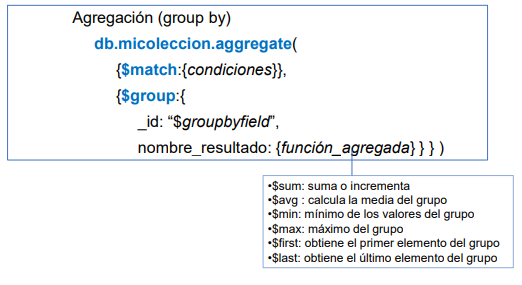 Agregación (group by)
db.micoleccion.aggregate(
{$match:{condiciones}},
{$group:{
_id: “$groupbyfield”,
nombre_resultado: {función_agregada} } } )
•$sum: suma o incrementa
•$avg : calcula la media del grupo
•$min: mínimo de los valores del grupo
•$max: máximo del grupo
•$first: obtiene el primer elemento del grupo
•$last: obtiene el último elemento del grupo